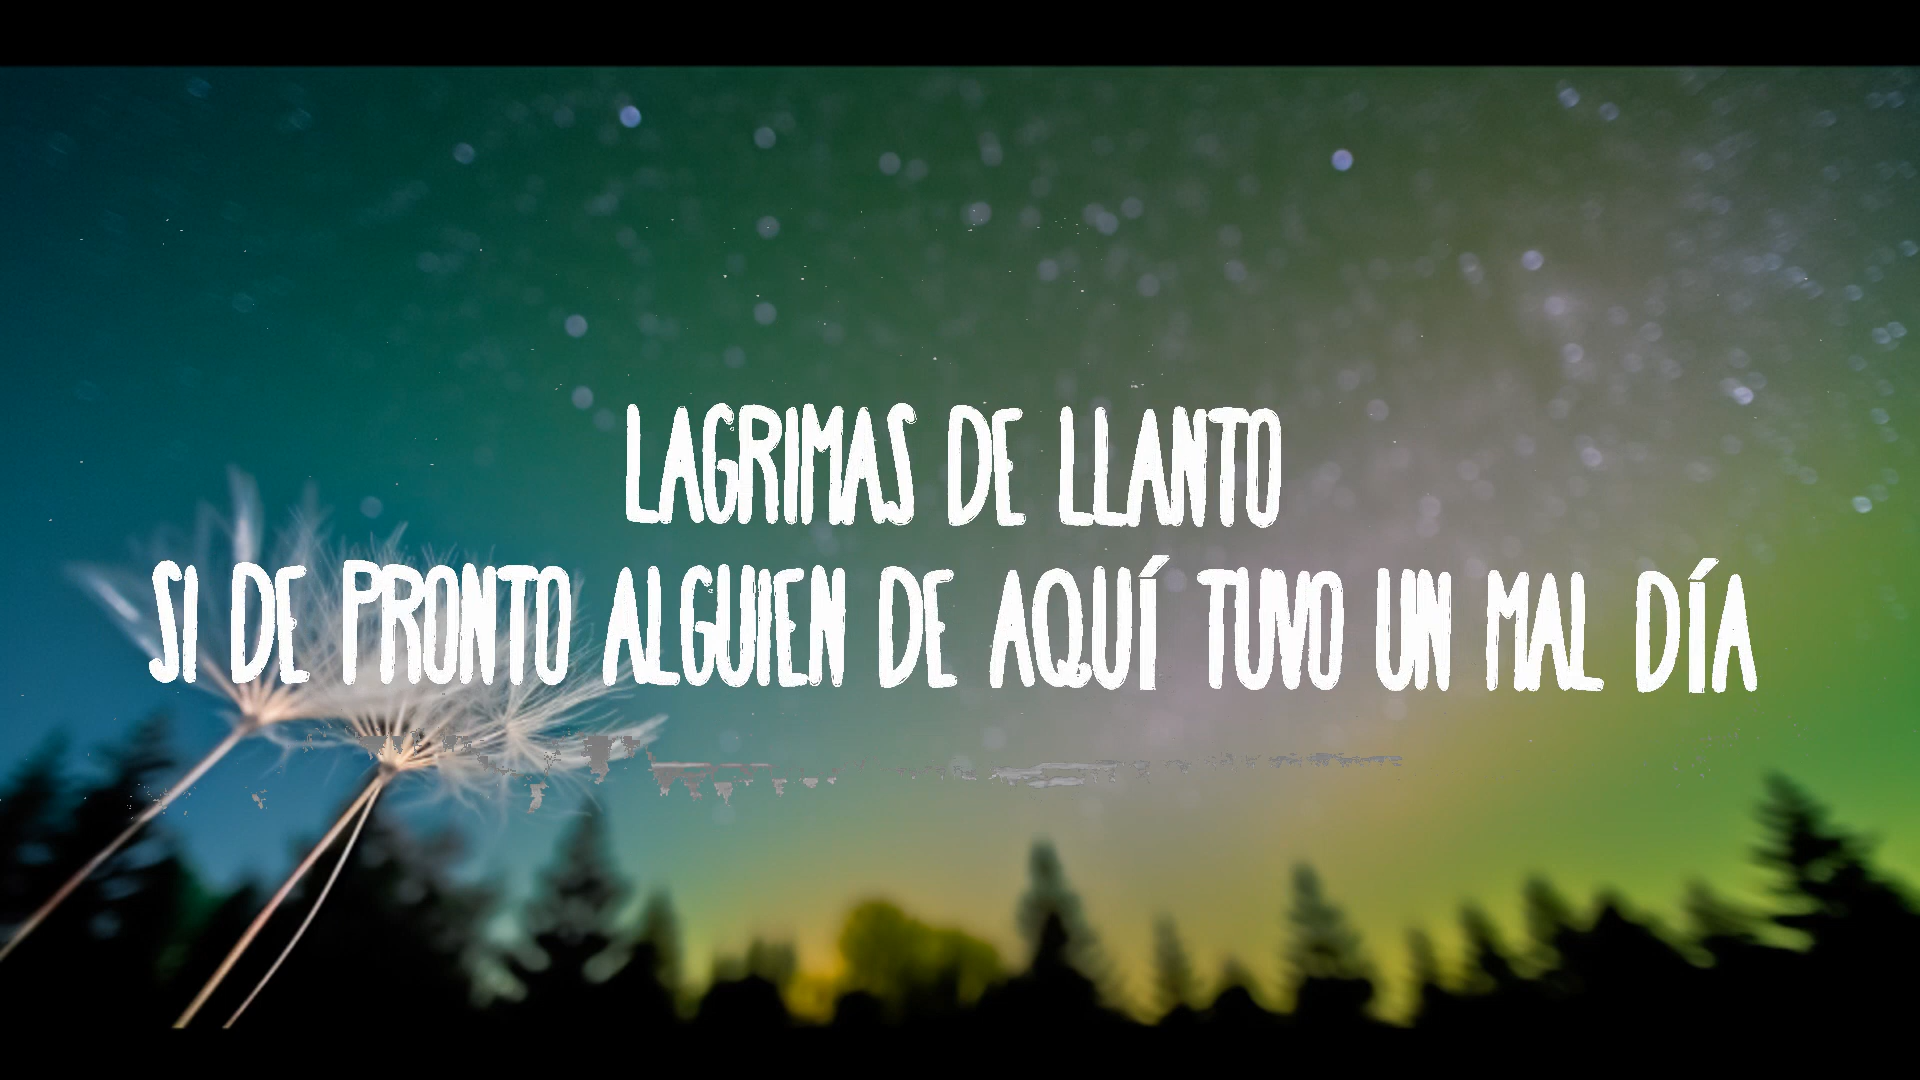 LAGRIMAS DE LLANTO
SI DE PRONTO ALGUIEN DE AQUÍ TUVO UN MAL DÍA